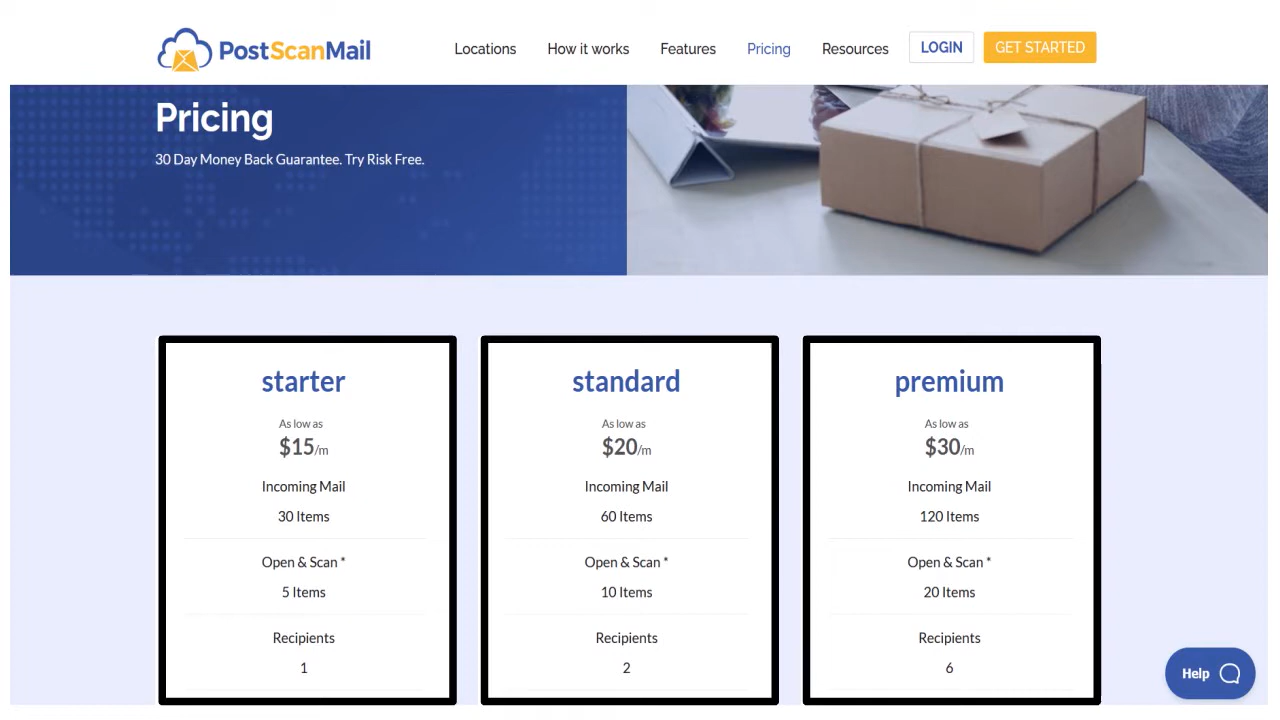 PostScanMail
Locations How it works Features Pricing Resources LOGIN GET STARTED
Pricing
30 Day Money Back Guarantee. Try Risk Free.
starter
As low as
$15/m
Incoming Mail
30 Items
Open & Scan *
5 Items
Recipients
1
standard
As low as
$20/m
Incoming Mail
60 Items
Open & Scan *
10 Items
Recipients
2
premium
As low as
$30/m
Incoming Mail
120 Items
Open & Scan *
20 Items
Recipients
6
Help